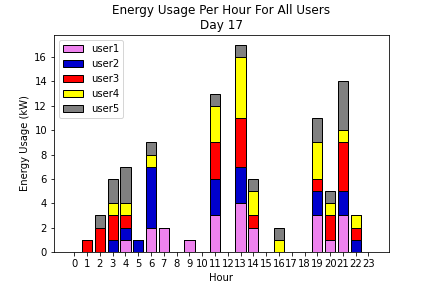 Energy Usage Per Hour For All Users
Day 17
user1
user2
user3
user4
user5
Energy Usage (kW)
16
14
12
10
8
6
4
2
0
0 1 2 3 4 5 6 7 8 9 10 11 12 13 14 15 16 17 18 19 20 21 22 23
Hour